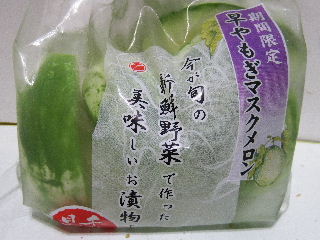 期間限定
早やもぎマスクメロン
今が旬の
新鮮野菜で作った
美味しいお漬物。